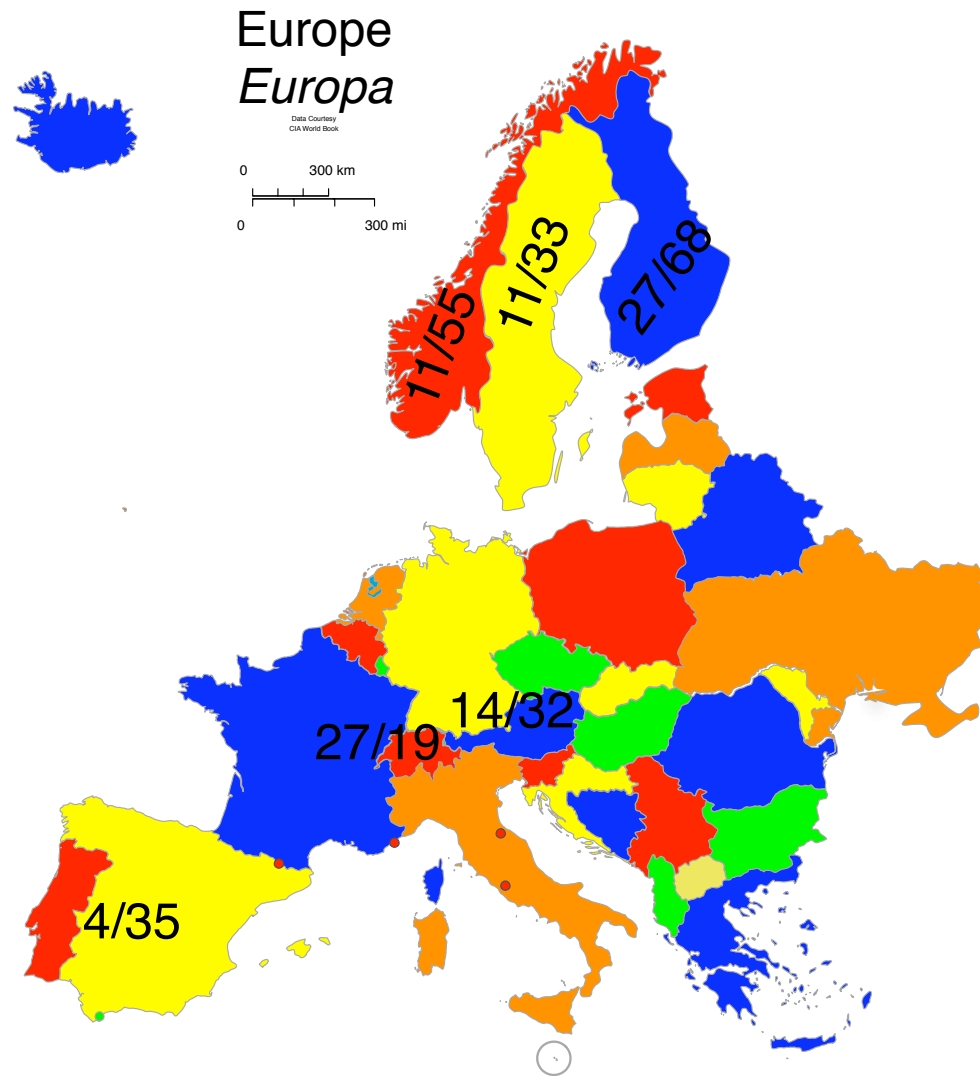 Europe
Europa
Data Courtesy
CIA World Book
0 300 km
0 300 mi
11/55
11/33
27/68
27/19
14/32
4/35